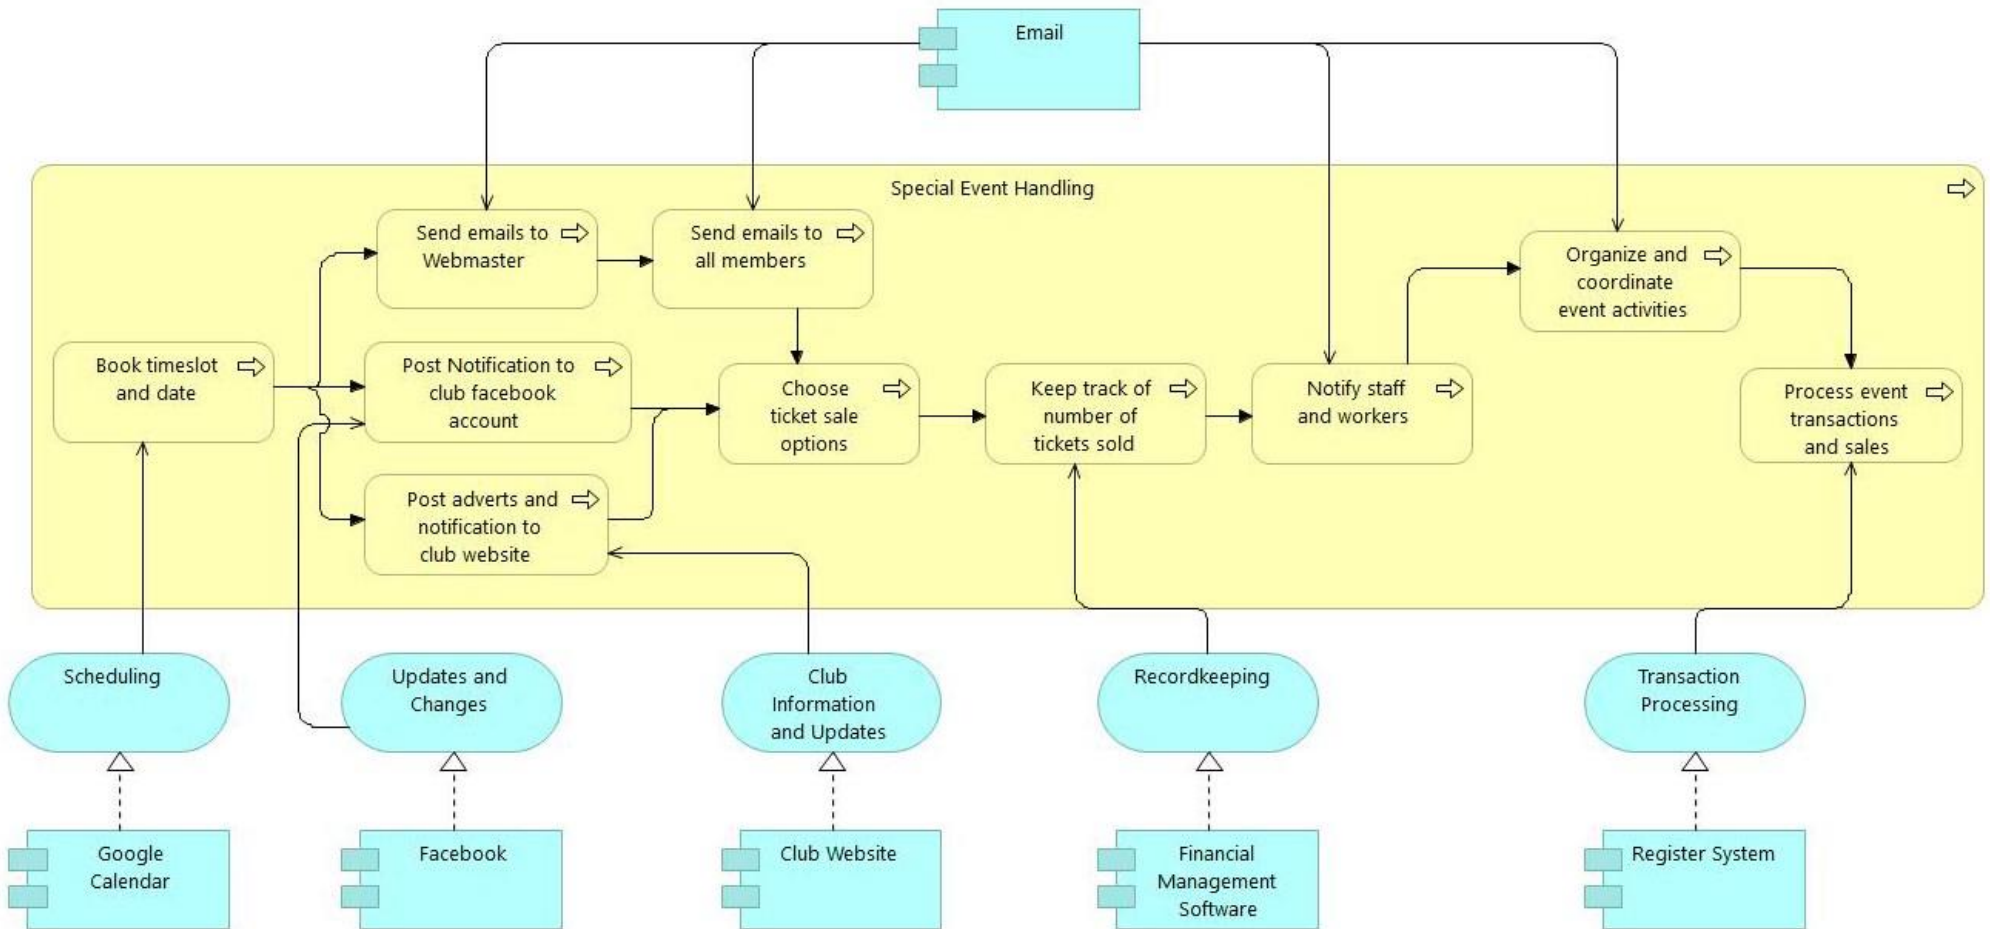 Email
Special Event Handling
Send emails to
Webmaster
Send emails to
all members
Organize and
coordinate
event activities
Book timeslot
and date
Post Notification to
club facebook
account
Choose
ticket sale
options
Keep track of
number of
tickets sold
Notify staff
and workers
Process event
transactions
and sales
Post adverts and
notification to
club website
Scheduling
Updates and
Changes
Club
Information
and Updates
Recordkeeping
Transaction
Processing
Google
Calendar
Facebook
Club Website
Financial
Management
Software
Register System